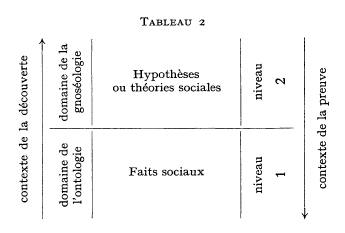 TABLEAU 2
contexte de la découverte
domaine de la
gnoséologie
Hypothèses
ou théories sociales
niveau
2
contexte de la preuve
domaine de
l'ontologie
Faits sociaux
niveau
1